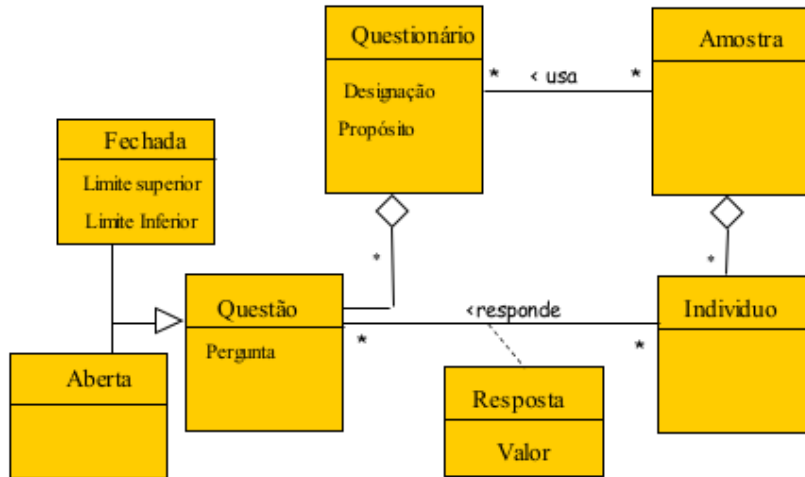 Questionário
Designação
Propósito
* < usa *
Amostra
Fechada
Limite superior
Limite Inferior
*
*
Questão
Pergunta
*
<responde
*
Individuo
Aberta
Resposta
Valor